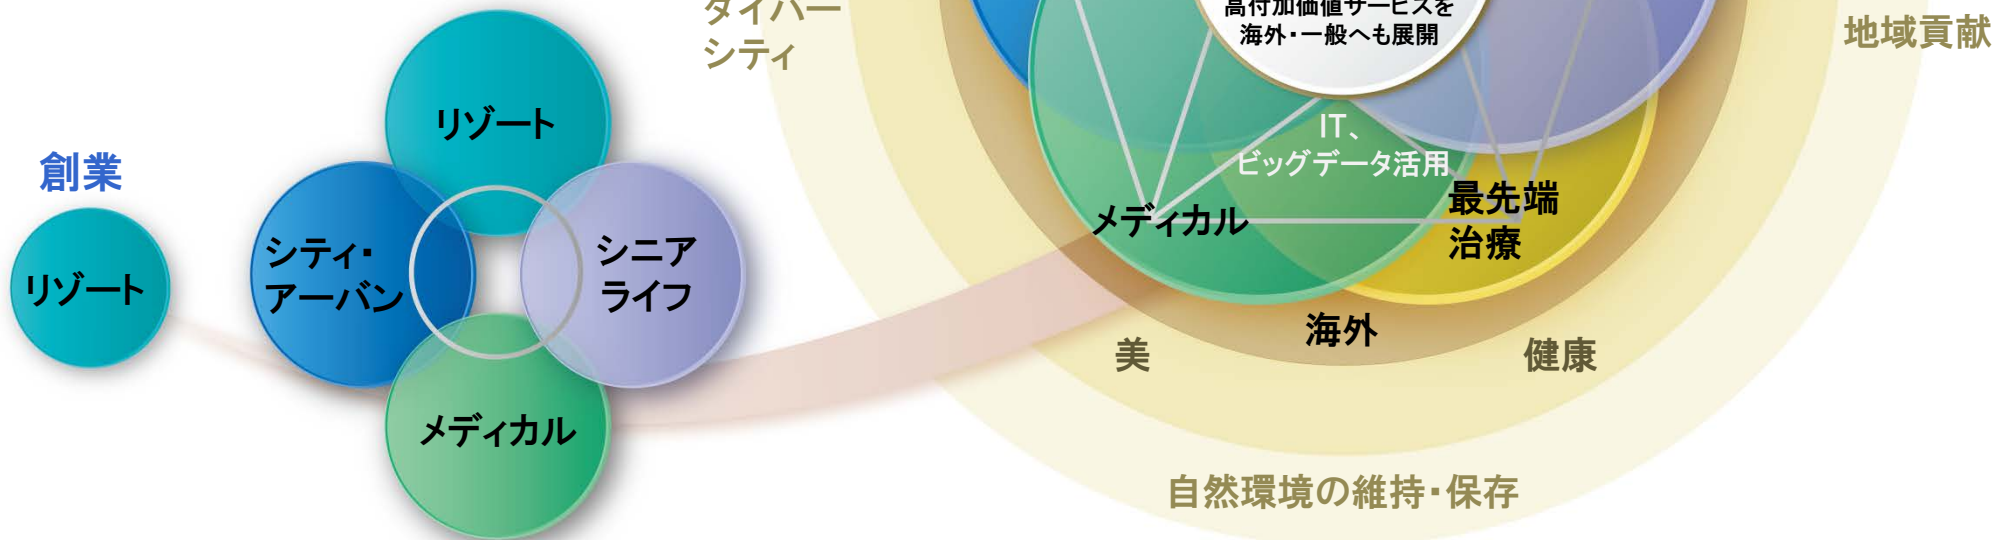 創業
リゾート
リゾート
シティ・
アーバン
シニア
ライフ
メディカル
ダイバー
シティ
高付加価値サービスを
海外・一般へも展開
地域貢献
IT、
ビッグデータ活用
メディカル
最先端
治療
海外
美
健康
自然環境の維持・保存